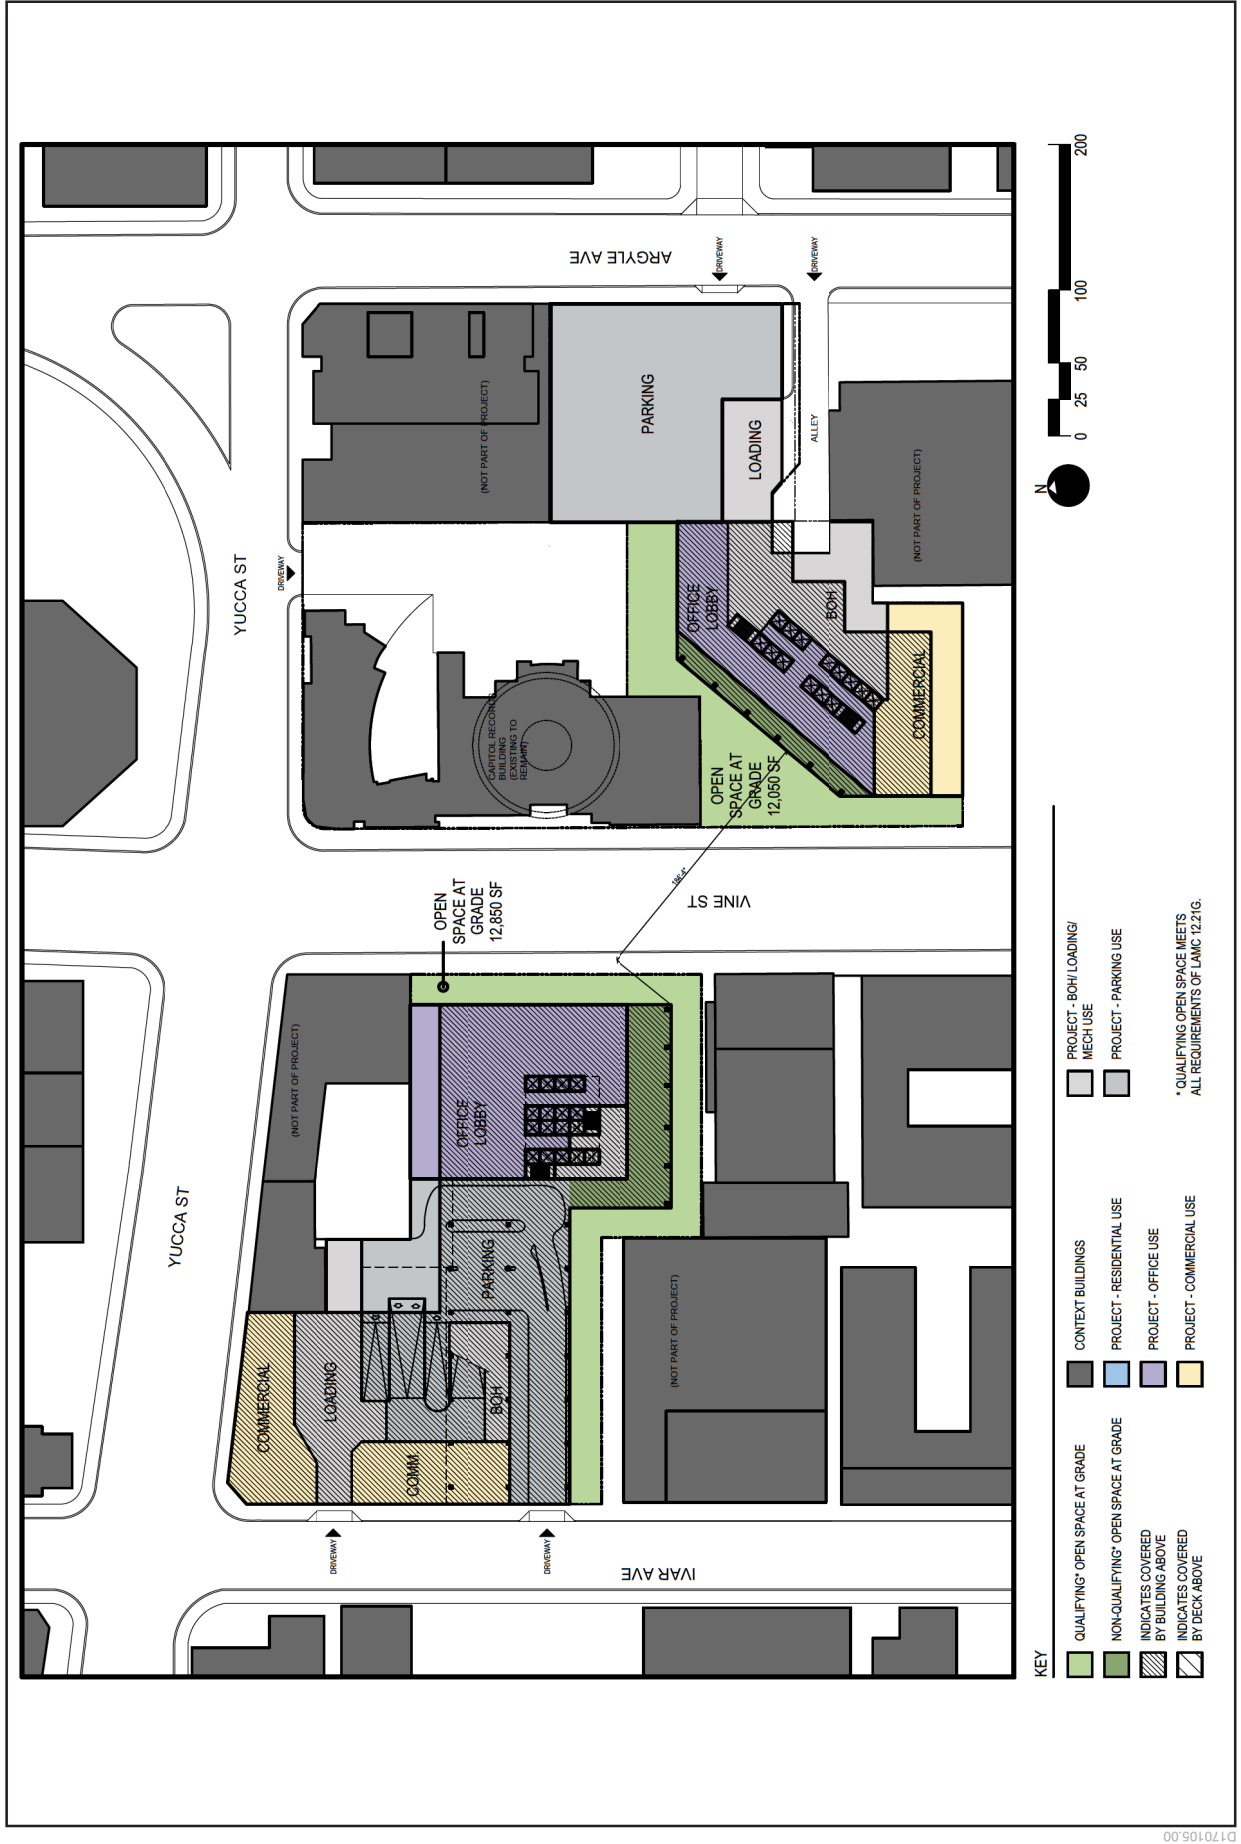 YUCCA ST
YUCCA ST
IVAR AVE
VINE ST
ARGYLE AVE
DRIVEWAY
DRIVEWAY
DRIVEWAY
DRIVEWAY
DRIVEWAY
COMMERCIAL
LOADING
COMM
BOH
PARKING
(NOT PART OF PROJECT)
OFFICE
LOBBY
(NOT PART OF PROJECT)
OPEN
SPACE AT
GRADE
12,850 SF
186'-4"
CAPITOL RECORDS
BUILDING
(EXISTING TO
REMAIN)
OPEN
SPACE AT
GRADE
12,050 SF
OFFICE
LOBBY
BOH
COMMERCIAL
(NOT PART OF PROJECT)
PARKING
LOADING
ALLEY
(NOT PART OF PROJECT)
KEY
QUALIFYING* OPEN SPACE AT GRADE
NON-QUALIFYING* OPEN SPACE AT GRADE
INDICATES COVERED
BY BUILDING ABOVE
INDICATES COVERED
BY DECK ABOVE
CONTEXT BUILDINGS
PROJECT - RESIDENTIAL USE
PROJECT - OFFICE USE
PROJECT - COMMERCIAL USE
PROJECT - BOH/ LOADING/
MECH USE
PROJECT - PARKING USE
* QUALIFYING OPEN SPACE MEETS
ALL REQUIREMENTS OF LAMC 12.21G.
N
0 25 50 100 200
D170105.00